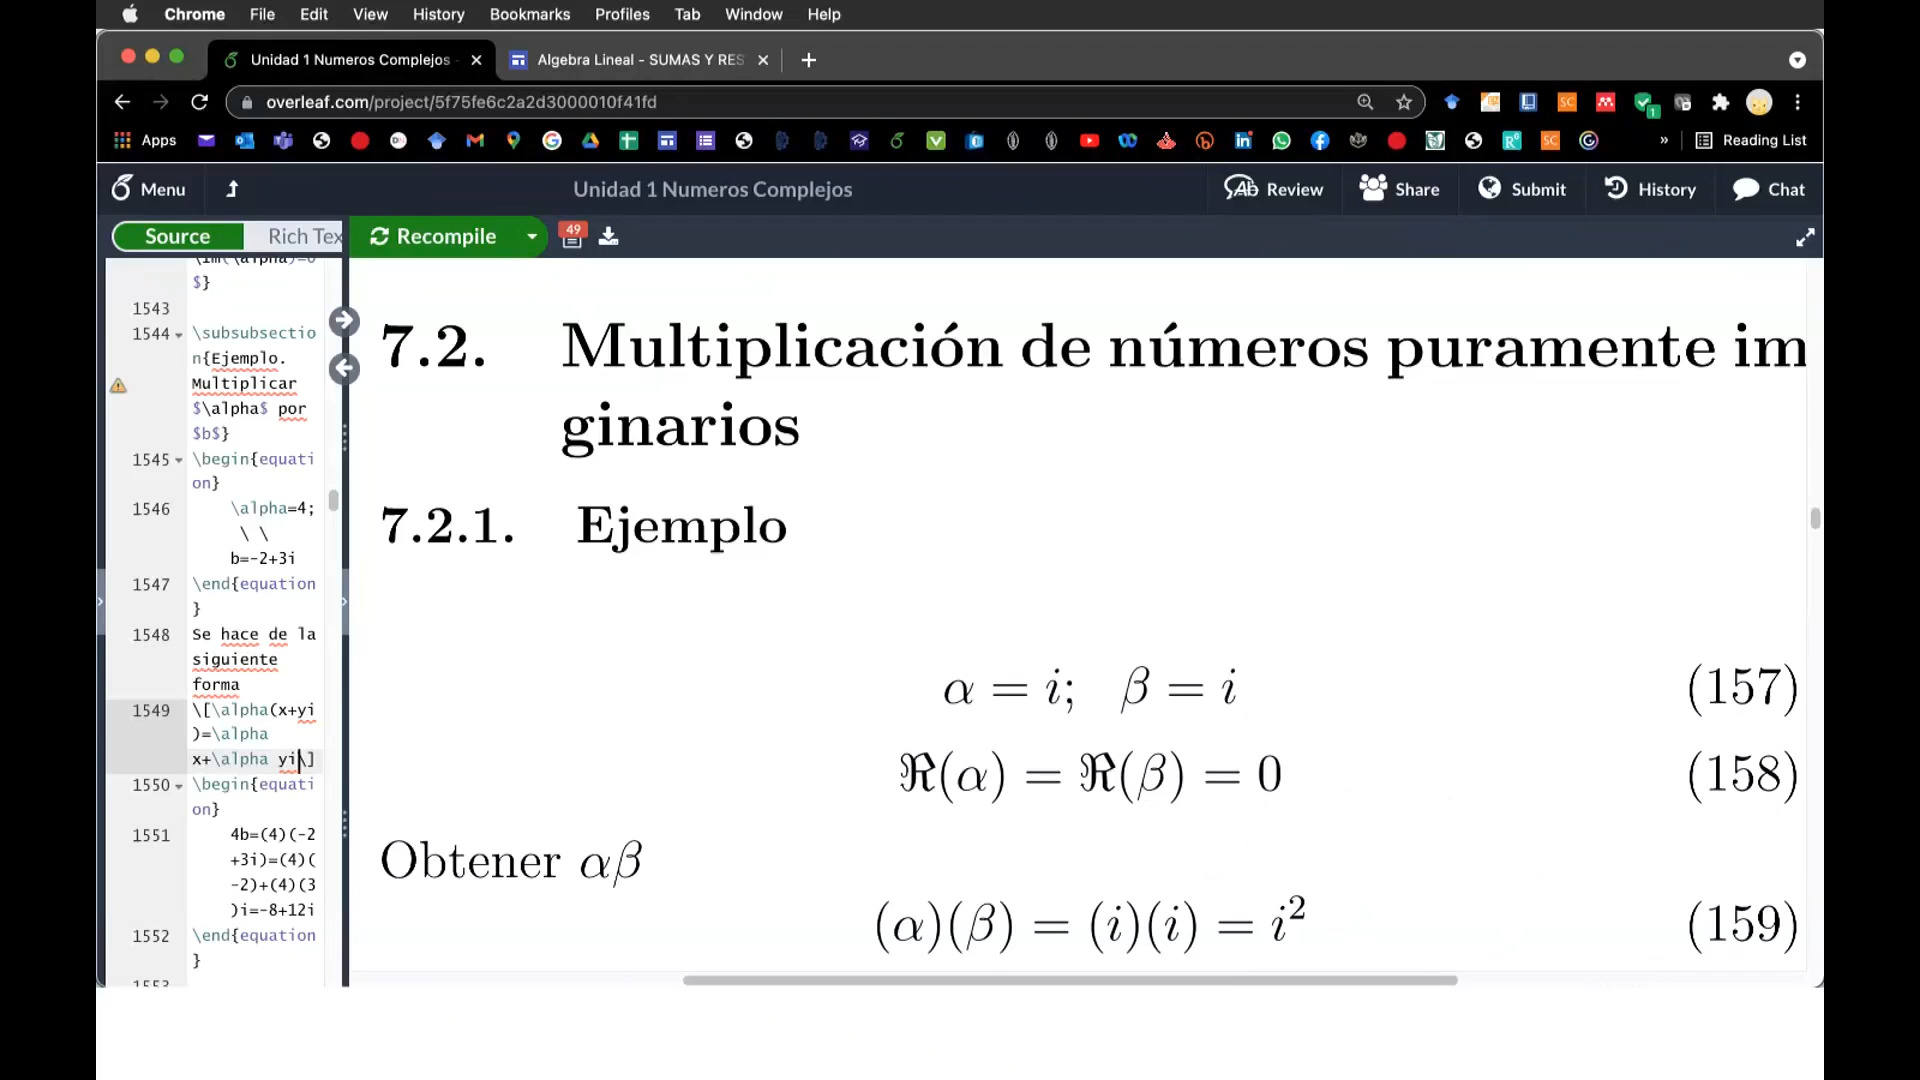 Chrome File Edit View History Bookmarks Profiles Tab Window Help
Unidad 1 Numeros Complejos
Algebra Lineal - SUMAS Y RES
overleaf.com/project/5f75fe6c2a2d3000010f41fd
Apps
Reading List
Menu
Unidad 1 Numeros Complejos
Review
Share
Submit
History
Chat
Source
Rich Tex
Recompile
49
\Im(\alpha)=0
$}
1543
1544 \subsubsectio
n{Ejemplo.
Multiplicar
$\alpha$ por
$b$}
1545 \begin{equati
on}
1546 \alpha=4;
\ \
b=-2+3i
1547 \end{equation
}
1548 Se hace de la
siguiente
forma
1549 \[\alpha(x+yi
)=\alpha
x+\alpha yi\]
1550 \begin{equati
on}
1551 4b=(4)(-2
+3i)=(4)(
-2)+(4)(3
)i=-8+12i
1552 \end{equation
}
1553
7.2. Multiplicación de números puramente im
ginarios
7.2.1. Ejemplo
α = i; β = i (157)
ℜ(α) = ℜ(β) = 0 (158)
Obtener αβ
(α)(β) = (i)(i) = i² (159)